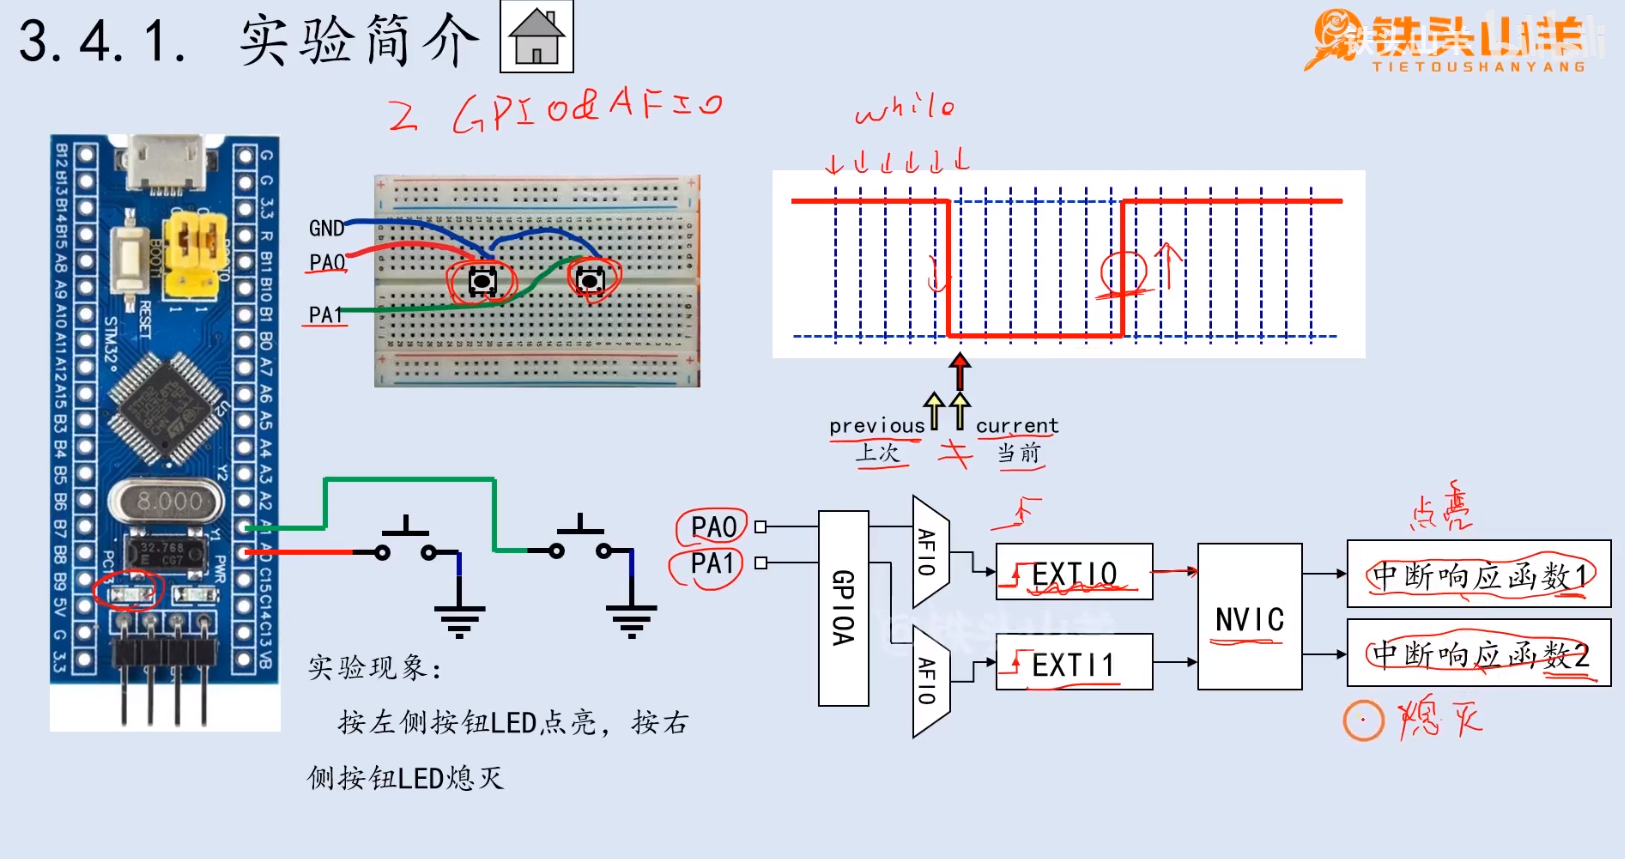 3.4.1. 实验简介
铁头山羊
TIETOUSHANYANG
2 GPIO&AFIO
while
GND
PA0
PA1
previous
上次
≠
current
当前
B12
B13
B14
B15
A8
A9
A10
A11
A12
A15
B3
B4
B5
B6
B7
B8
B9
5V
G
3.3
G
G
3.3
R
B11
B10
B1
B0
A7
A6
A5
A4
A3
A2
A1
A0
C15
C14
C13
VB
RESET
BOOT1
1
1
STM32
U2
Y2
8.000
Y1
32.768
E CG7
PC13
PWR
实验现象：
按左侧按钮LED点亮，按右
侧按钮LED熄灭
PA0
PA1
GPIOA
AFIO
AFIO
EXTI0
EXTI1
NVIC
点亮
中断响应函数1
中断响应函数2
熄灭